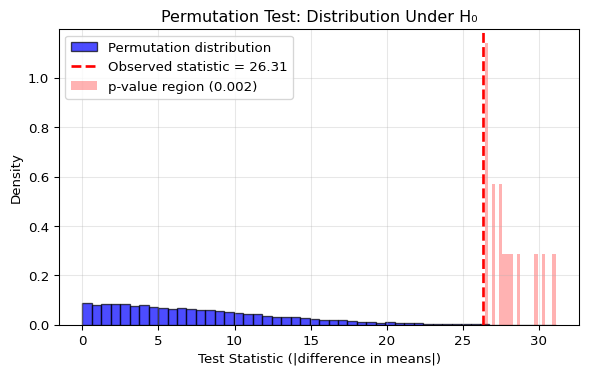 Permutation Test: Distribution Under H₀
Permutation distribution
Observed statistic = 26.31
p-value region (0.002)
Density
1.0
0.8
0.6
0.4
0.2
0.0
0 5 10 15 20 25 30
Test Statistic (|difference in means|)